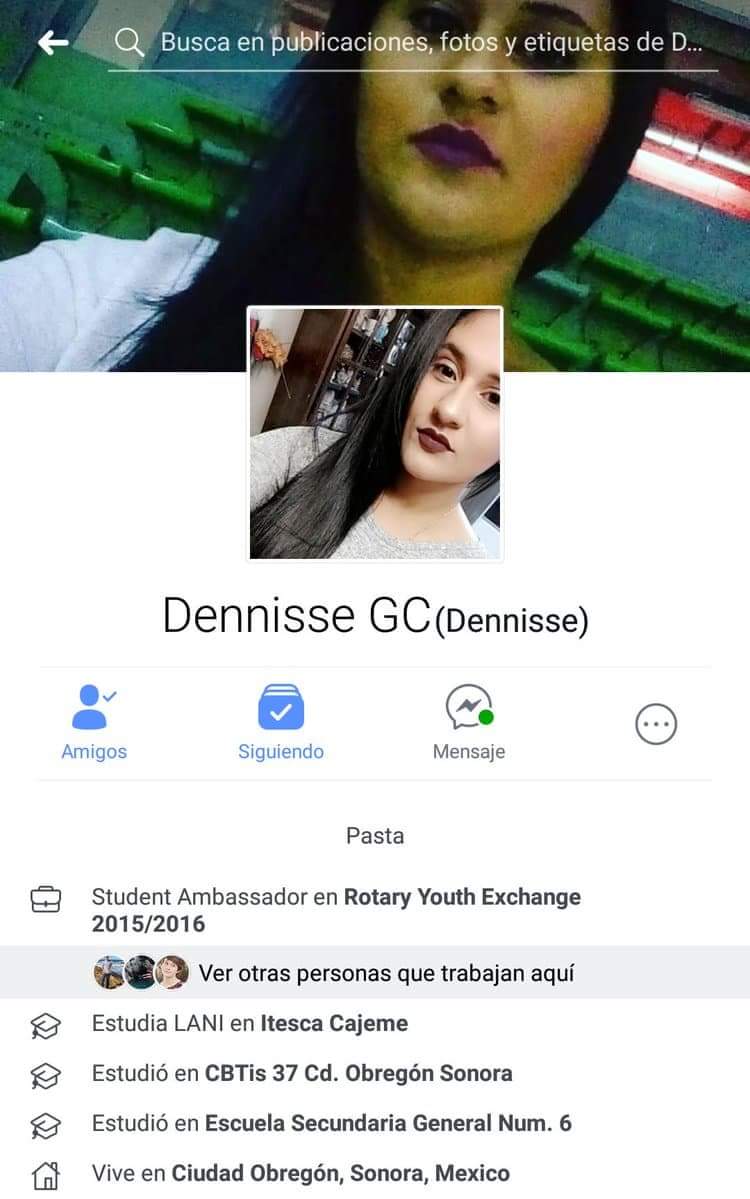 Busca en publicaciones, fotos y etiquetas de D...
Dennisse GC(Dennisse)
Amigos
Siguiendo
Mensaje
Pasta
Student Ambassador en Rotary Youth Exchange
2015/2016
Ver otras personas que trabajan aquí
Estudia LANI en Itesca Cajeme
Estudió en CBTis 37 Cd. Obregón Sonora
Estudió en Escuela Secundaria General Num. 6
Vive en Ciudad Obregón, Sonora, Mexico